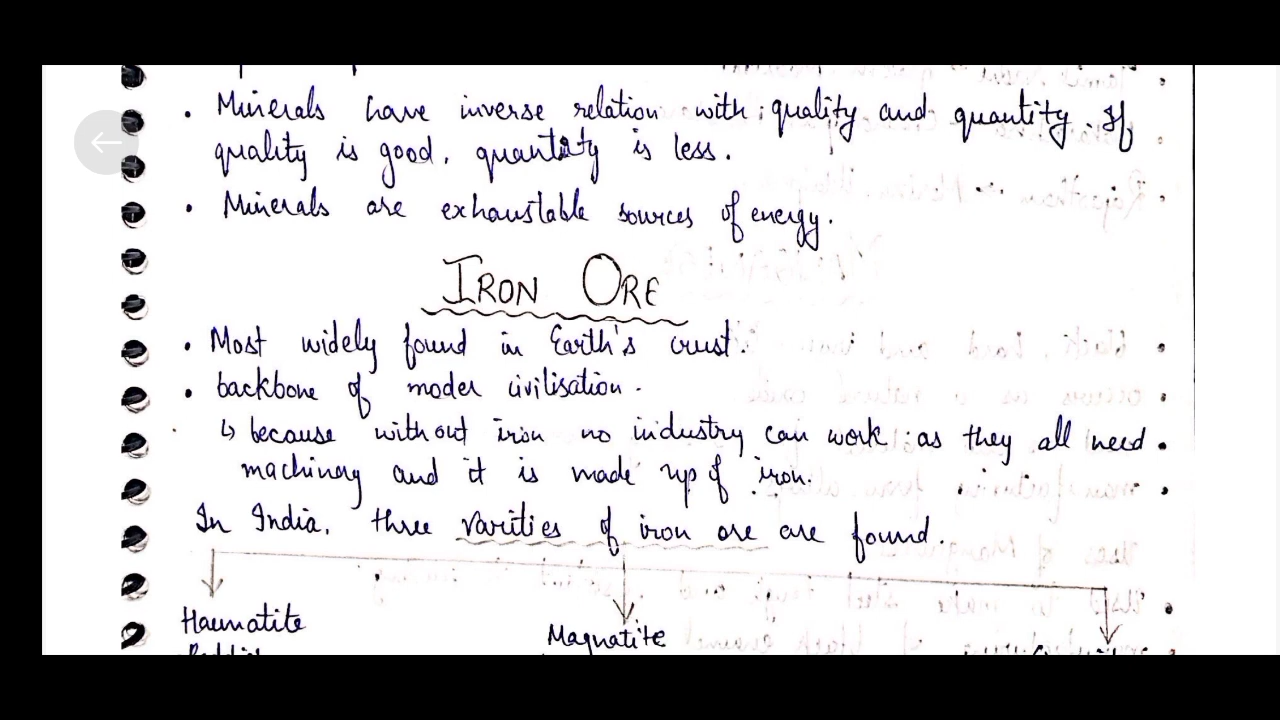 • Minerals have inverse relation with quality and quantity. If
quality is good, quantity is less.
• Minerals are exhaustable sources of energy.
IRON ORE
• Most widely found in Earth's crust.
• backbone of moder civilisation.
↳ because without iron no industry can work as they all need
machinery and it is made up of iron.
In India, three varities of iron ore are found.
Haematite
Magnatite